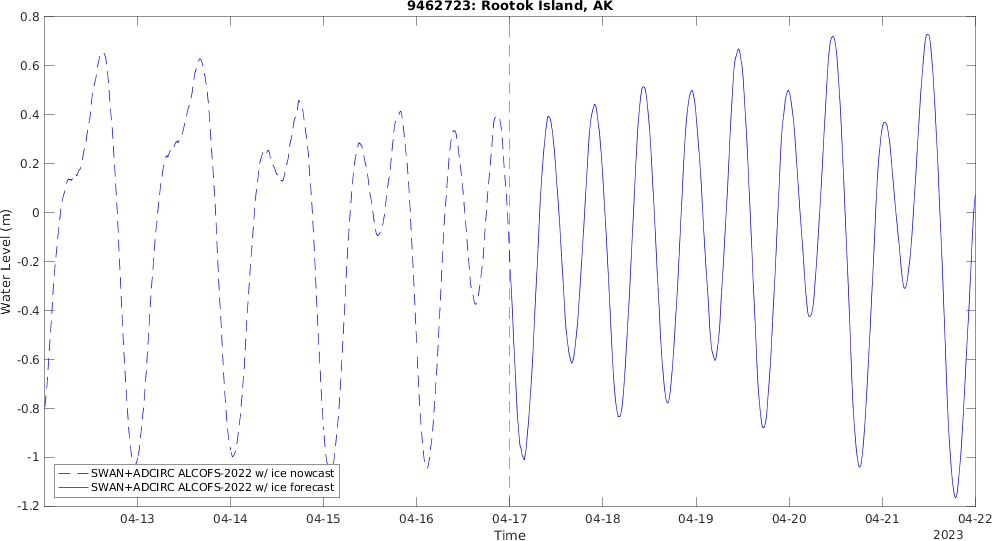 9462723: Rootok Island, AK
0.8
0.6
0.4
0.2
0
-0.2
-0.4
-0.6
-0.8
-1
-1.2
Water Level (m)
SWAN+ADCIRC ALCOFS-2022 w/ ice nowcast
SWAN+ADCIRC ALCOFS-2022 w/ ice forecast
04-13 04-14 04-15 04-16 04-17 04-18 04-19 04-20 04-21 04-22
Time
2023